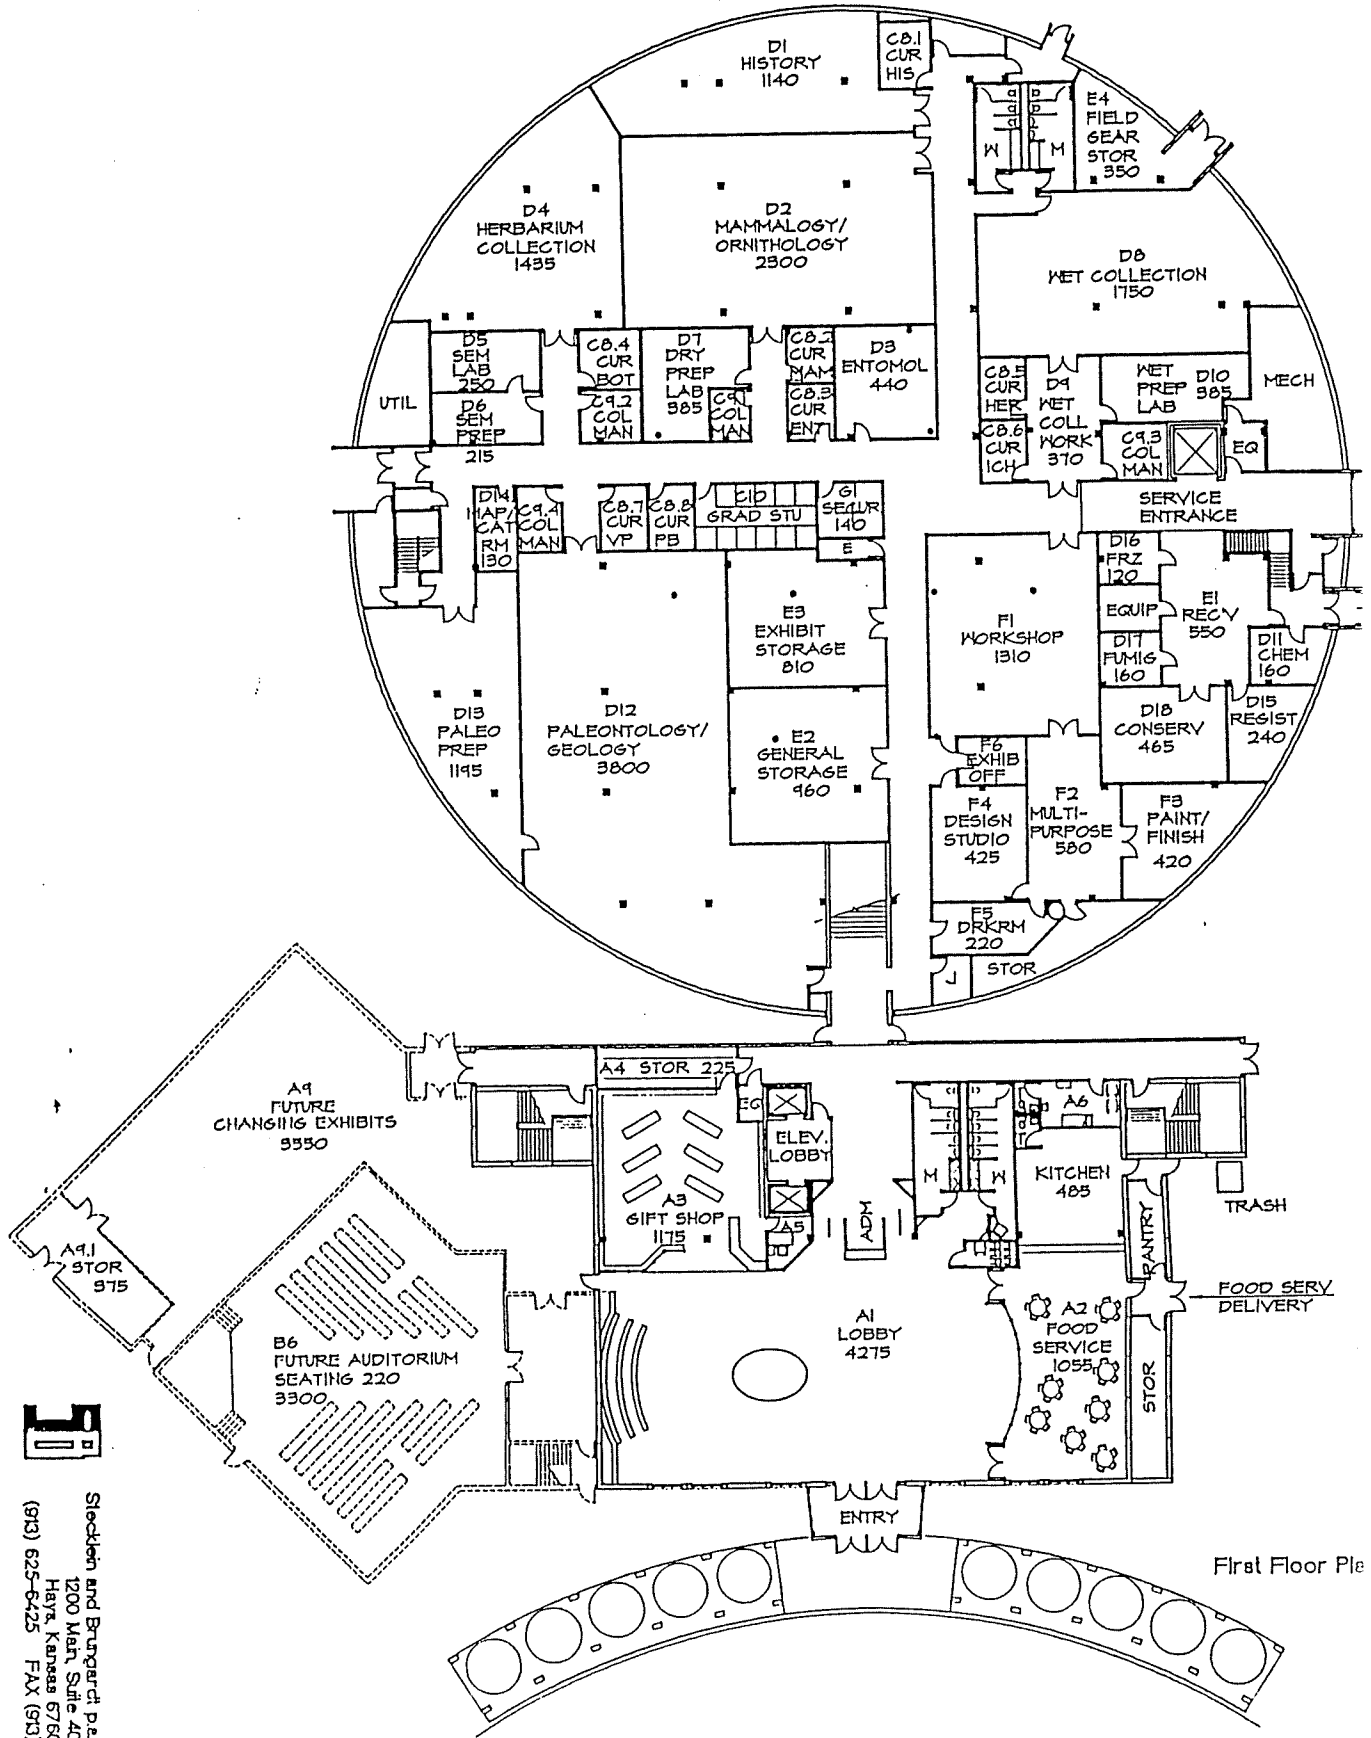 D1
HISTORY
1140
C8.1
CUR
HIS
E4
FIELD
GEAR
STOR
350
W
M
D4
HERBARIUM
COLLECTION
1435
D2
MAMMALOGY/
ORNITHOLOGY
2300
D8
WET COLLECTION
1750
UTIL
D5
SEM
LAB
250
D6
SEM
PREP
215
C8.4
CUR
BOT
C9.2
COL
MAN
D7
DRY
PREP
LAB
385
COL
MAN
C8.2
CUR
MAM
C8.3
CUR
ENT
D3
ENTOMOL
440
C8.5
CUR
HER
C8.6
CUR
ICH
D9
WET
COLL
WORK
370
WET
PREP
LAB
D10
385
C9.3
COL
MAN
MECH
EQ
SERVICE
ENTRANCE
D14
MAP/
CAT
RM
130
C9.4
COL
MAN
C8.7
CUR
VP
C8.8
CUR
PB
C10
GRAD STU
G1
SECUR
140
E
D16
FRZ
120
EQUIP
D17
FUMIG
160
E1
RECV
550
D11
CHEM
160
E3
EXHIBIT
STORAGE
810
F1
WORKSHOP
1310
D13
PALEO
PREP
1195
D12
PALEONTOLOGY/
GEOLOGY
3800
E2
GENERAL
STORAGE
960
D18
CONSERV
465
D15
REGIST
240
F6
EXHIB
OFF
F4
DESIGN
STUDIO
425
F2
MULTI-
PURPOSE
580
F3
PAINT/
FINISH
420
F5
DRKRM
220
J
STOR
A4 STOR 225
A9
FUTURE
CHANGING EXHIBITS
5550
ELEV.
LOBBY
A6
KITCHEN
485
M
W
A3
GIFT SHOP
1175
A5
ADM
PANTRY
TRASH
A9.1
STOR
975
FOOD SERV
DELIVERY
A1
LOBBY
4275
A2
FOOD
SERVICE
1055
STOR
B6
FUTURE AUDITORIUM
SEATING 220
3300
ENTRY
First Floor Pla
Stecklein and Brungardt p.a.
1200 Main, Suite 40
Hays, Kansas 6760
(913) 625-6425 FAX (913)